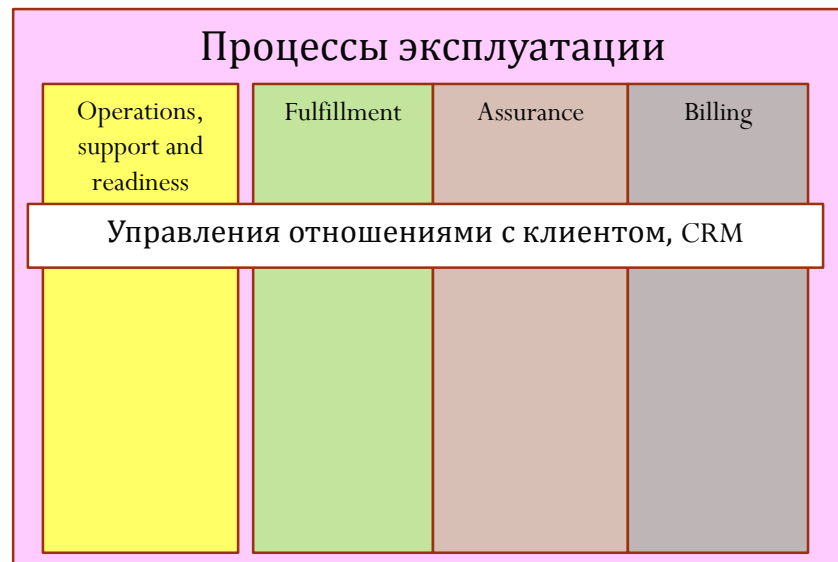 Процессы эксплуатации
Operations,
support and
readiness
Fulfillment
Assurance
Billing
Управления отношениями с клиентом, CRM